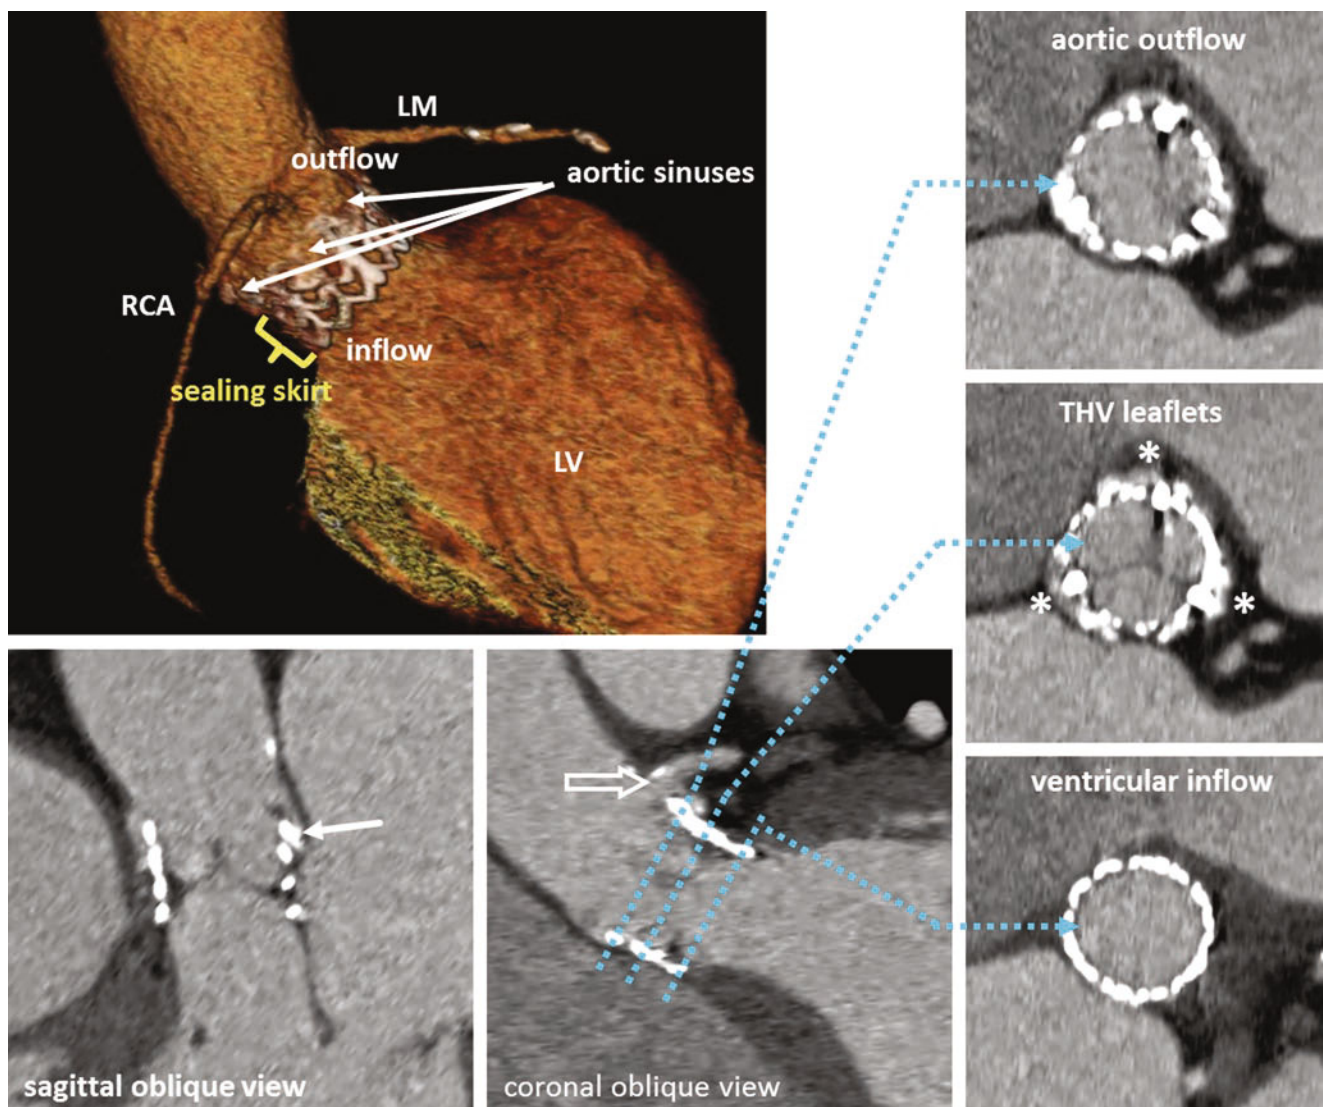 LM
outflow
aortic sinuses
RCA
inflow
sealing skirt
LV
aortic outflow
THV leaflets
*
* *
ventricular inflow
sagittal oblique view
coronal oblique view